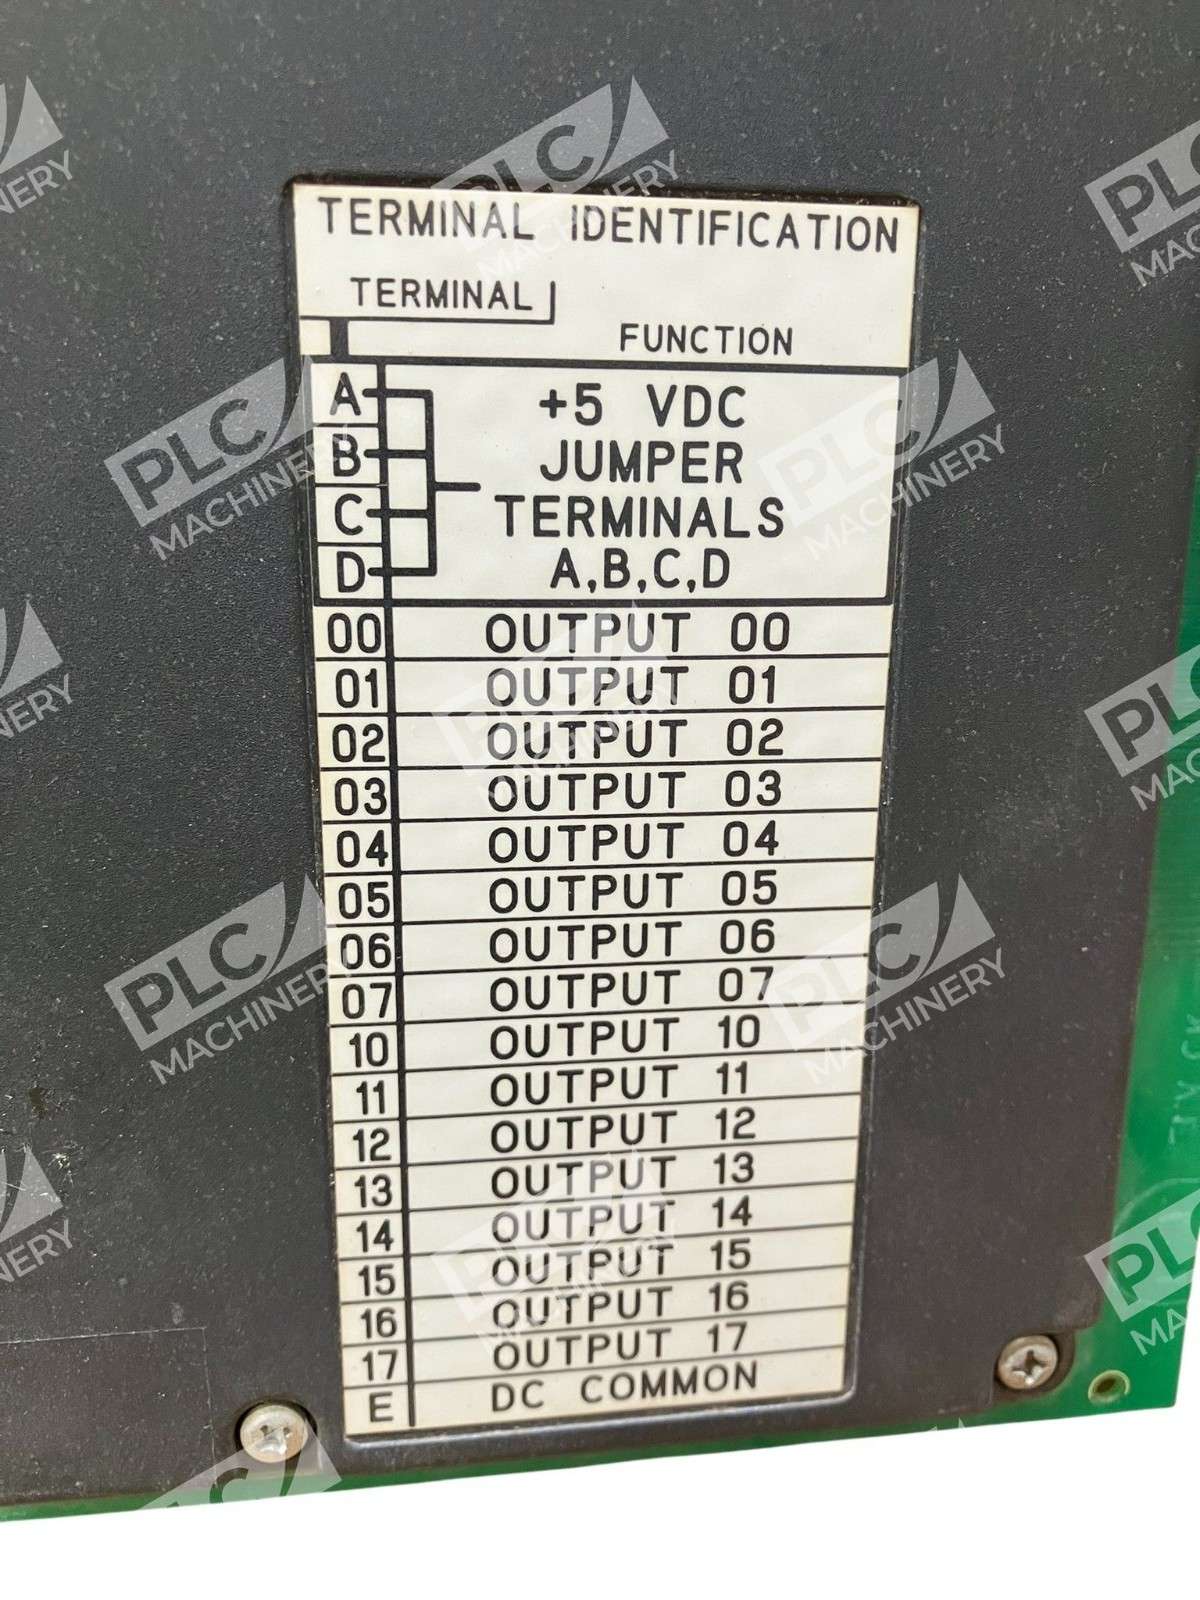 TERMINAL IDENTIFICATION
TERMINAL
FUNCTION
A
B
C
D
+5 VDC
JUMPER
TERMINALS
A,B,C,D
00 OUTPUT 00
01 OUTPUT 01
02 OUTPUT 02
03 OUTPUT 03
04 OUTPUT 04
05 OUTPUT 05
06 OUTPUT 06
07 OUTPUT 07
10 OUTPUT 10
11 OUTPUT 11
12 OUTPUT 12
13 OUTPUT 13
14 OUTPUT 14
15 OUTPUT 15
16 OUTPUT 16
17 OUTPUT 17
E DC COMMON
PLC
MACHINERY